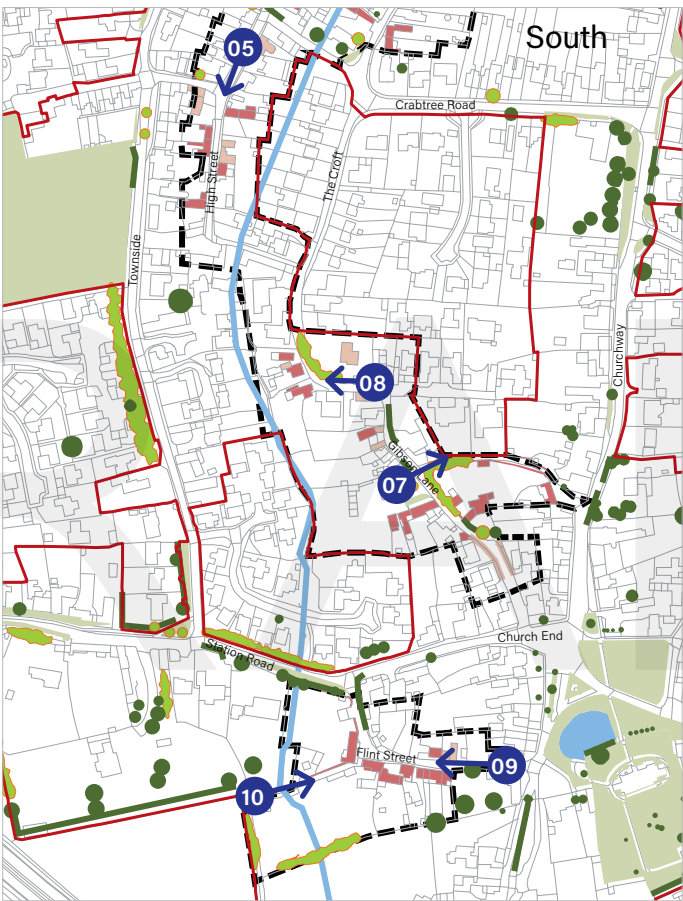 South
05
Crabtree Road
High Street
The Croft
Townside
Churchway
08
Gibson Lane
07
Church End
Station Road
Flint Street
09
10